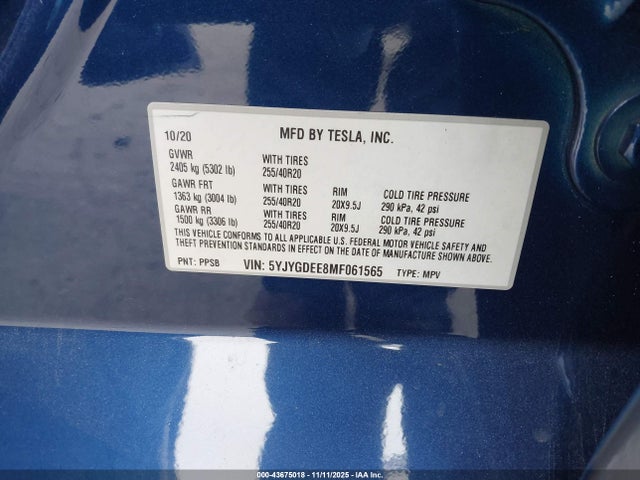 10/20 MFD BY TESLA, INC.
GVWR
2405 kg (5302 lb) WITH TIRES 255/40R20
GAWR FRT
1363 kg (3004 lb) WITH TIRES 255/40R20 RIM 20X9.5J COLD TIRE PRESSURE 290 kPa, 42 psi
GAWR RR
1500 kg (3306 lb) WITH TIRES 255/40R20 RIM 20X9.5J COLD TIRE PRESSURE 290 kPa, 42 psi
THIS VEHICLE CONFORMS TO ALL APPLICABLE U.S. FEDERAL MOTOR VEHICLE SAFETY AND
THEFT PREVENTION STANDARDS IN EFFECT ON THE DATE OF MANUFACTURE SHOWN ABOVE.
PNT: PPSB VIN: 5YJYGDEE8MF061565 TYPE: MPV
000-43675018 - 11/11/2025 - IAA Inc.